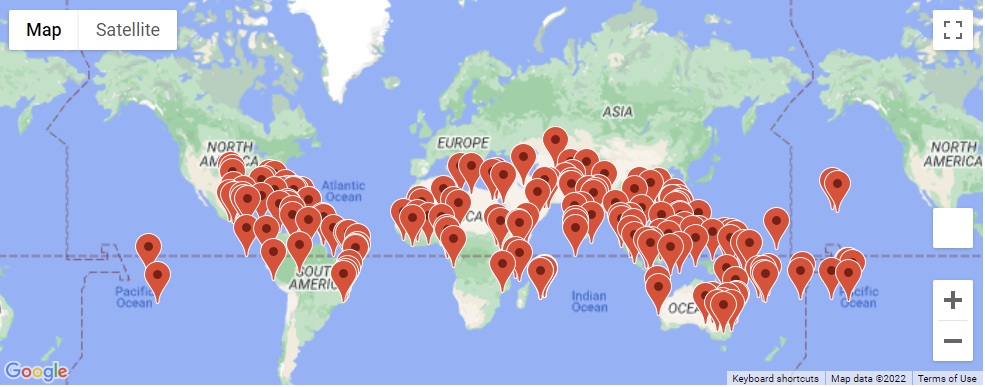 Map Satellite
ASIA
EUROPE
NORTH
AMERICA
NORTH
AMERICA
Atlantic
Ocean
CA
SOUTH
AMERICA
Pacific
Ocean
Indian
Ocean
OCEA
Pacific
Ocean
Google
Keyboard shortcuts Map data ©2022 Terms of Use